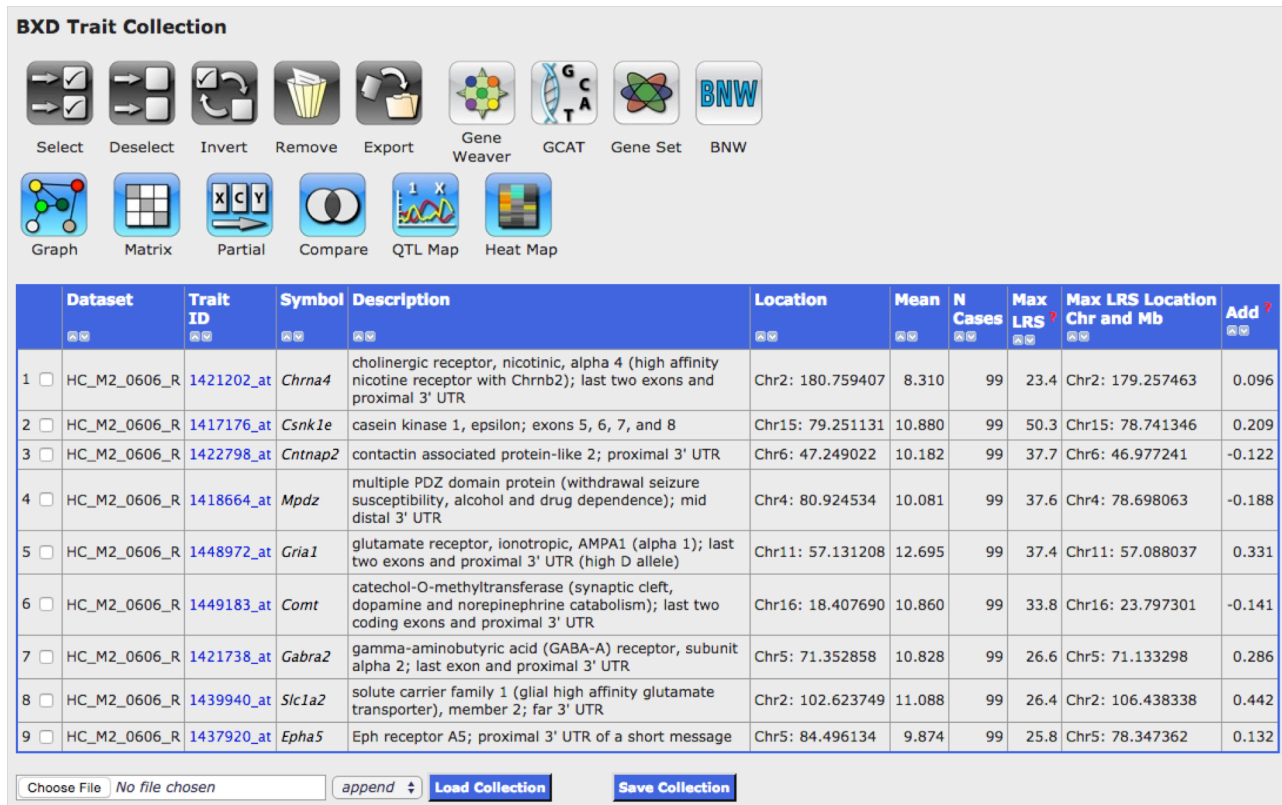 BXD Trait Collection
G
C
A
T
BNW
Select Deselect Invert Remove Export Gene Weaver GCAT Gene Set BNW
X C Y
1 X
Graph Matrix Partial Compare QTL Map Heat Map
Dataset Trait ID Symbol Description Location Mean N Cases Max LRS ? Max LRS Location Chr and Mb Add ?
1 HC_M2_0606_R 1421202_at Chrna4 cholinergic receptor, nicotinic, alpha 4 (high affinity
nicotine receptor with Chrnb2); last two exons and
proximal 3' UTR Chr2: 180.759407 8.310 99 23.4 Chr2: 179.257463 0.096
2 HC_M2_0606_R 1417176_at Csnk1e casein kinase 1, epsilon; exons 5, 6, 7, and 8 Chr15: 79.251131 10.880 99 50.3 Chr15: 78.741346 0.209
3 HC_M2_0606_R 1422798_at Cntnap2 contactin associated protein-like 2; proximal 3' UTR Chr6: 47.249022 10.182 99 37.7 Chr6: 46.977241 -0.122
4 HC_M2_0606_R 1418664_at Mpdz multiple PDZ domain protein (withdrawal seizure
susceptibility, alcohol and drug dependence); mid
distal 3' UTR Chr4: 80.924534 10.081 99 37.6 Chr4: 78.698063 -0.188
5 HC_M2_0606_R 1448972_at Gria1 glutamate receptor, ionotropic, AMPA1 (alpha 1); last
two exons and proximal 3' UTR (high D allele) Chr11: 57.131208 12.695 99 37.4 Chr11: 57.088037 0.331
6 HC_M2_0606_R 1449183_at Comt catechol-O-methyltransferase (synaptic cleft,
dopamine and norepinephrine catabolism); last two
coding exons and proximal 3' UTR Chr16: 18.407690 10.860 99 33.8 Chr16: 23.797301 -0.141
7 HC_M2_0606_R 1421738_at Gabra2 gamma-aminobutyric acid (GABA-A) receptor, subunit
alpha 2; last exon and proximal 3' UTR Chr5: 71.352858 10.828 99 26.6 Chr5: 71.133298 0.286
8 HC_M2_0606_R 1439940_at Slc1a2 solute carrier family 1 (glial high affinity glutamate
transporter), member 2; far 3' UTR Chr2: 102.623749 11.088 99 26.4 Chr2: 106.438338 0.442
9 HC_M2_0606_R 1437920_at Epha5 Eph receptor A5; proximal 3' UTR of a short message Chr5: 84.496134 9.874 99 25.8 Chr5: 78.347362 0.132
Choose File No file chosen append Load Collection Save Collection